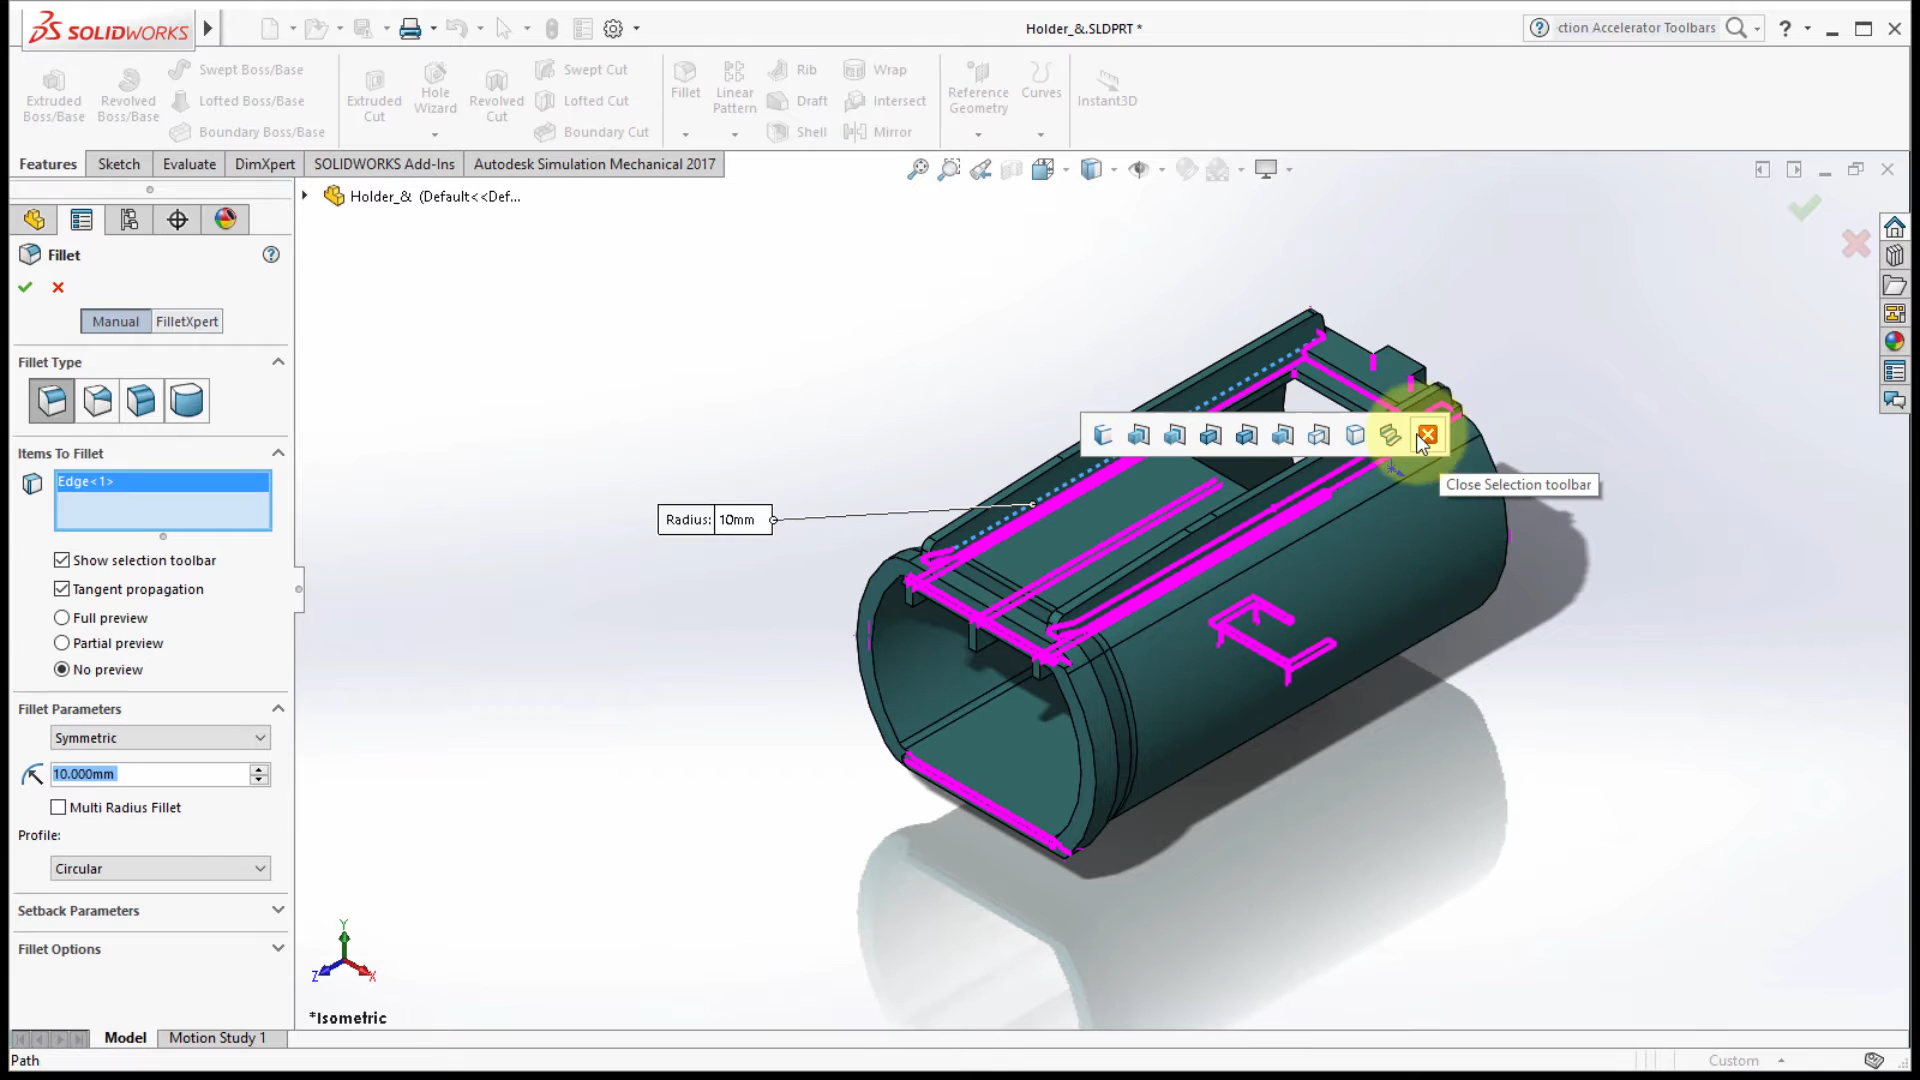 SOLIDWORKS
Holder_&.SLDPRT *
ction Accelerator Toolbars
Extruded Boss/Base
Revolved Boss/Base
Swept Boss/Base
Lofted Boss/Base
Boundary Boss/Base
Extruded Cut
Hole Wizard
Revolved Cut
Swept Cut
Lofted Cut
Boundary Cut
Fillet
Linear Pattern
Rib
Draft
Shell
Wrap
Intersect
Mirror
Reference Geometry
Curves
Instant3D
Features
Sketch
Evaluate
DimXpert
SOLIDWORKS Add-Ins
Autodesk Simulation Mechanical 2017
Holder_& (Default<<Def...
Fillet
Manual
FilletXpert
Fillet Type
Items To Fillet
Edge<1>
Show selection toolbar
Tangent propagation
Full preview
Partial preview
No preview
Fillet Parameters
Symmetric
10.000mm
Multi Radius Fillet
Profile:
Circular
Setback Parameters
Fillet Options
Radius: 10mm
Close Selection toolbar
Y
Z
X
*Isometric
Model
Motion Study 1
Path
Custom